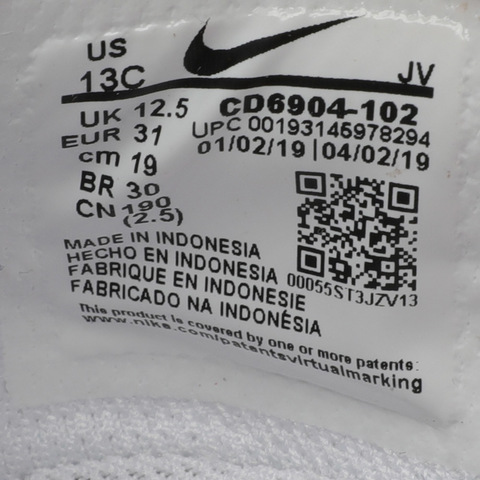 US
13C
JV
UK 12.5
EUR 31
cm 19
BR 30
CN 190
(2.5)
CD6904-102
UPC 00193146978294
01/02/19 | 04/02/19
00055ST3JZV13
MADE IN INDONESIA
HECHO EN INDONESIA
FABRIQUE EN INDONESIE
FABRICADO NA INDONÉSIA
This product is covered by one or more patents:
www.nike.com/patentsvirtualmarking